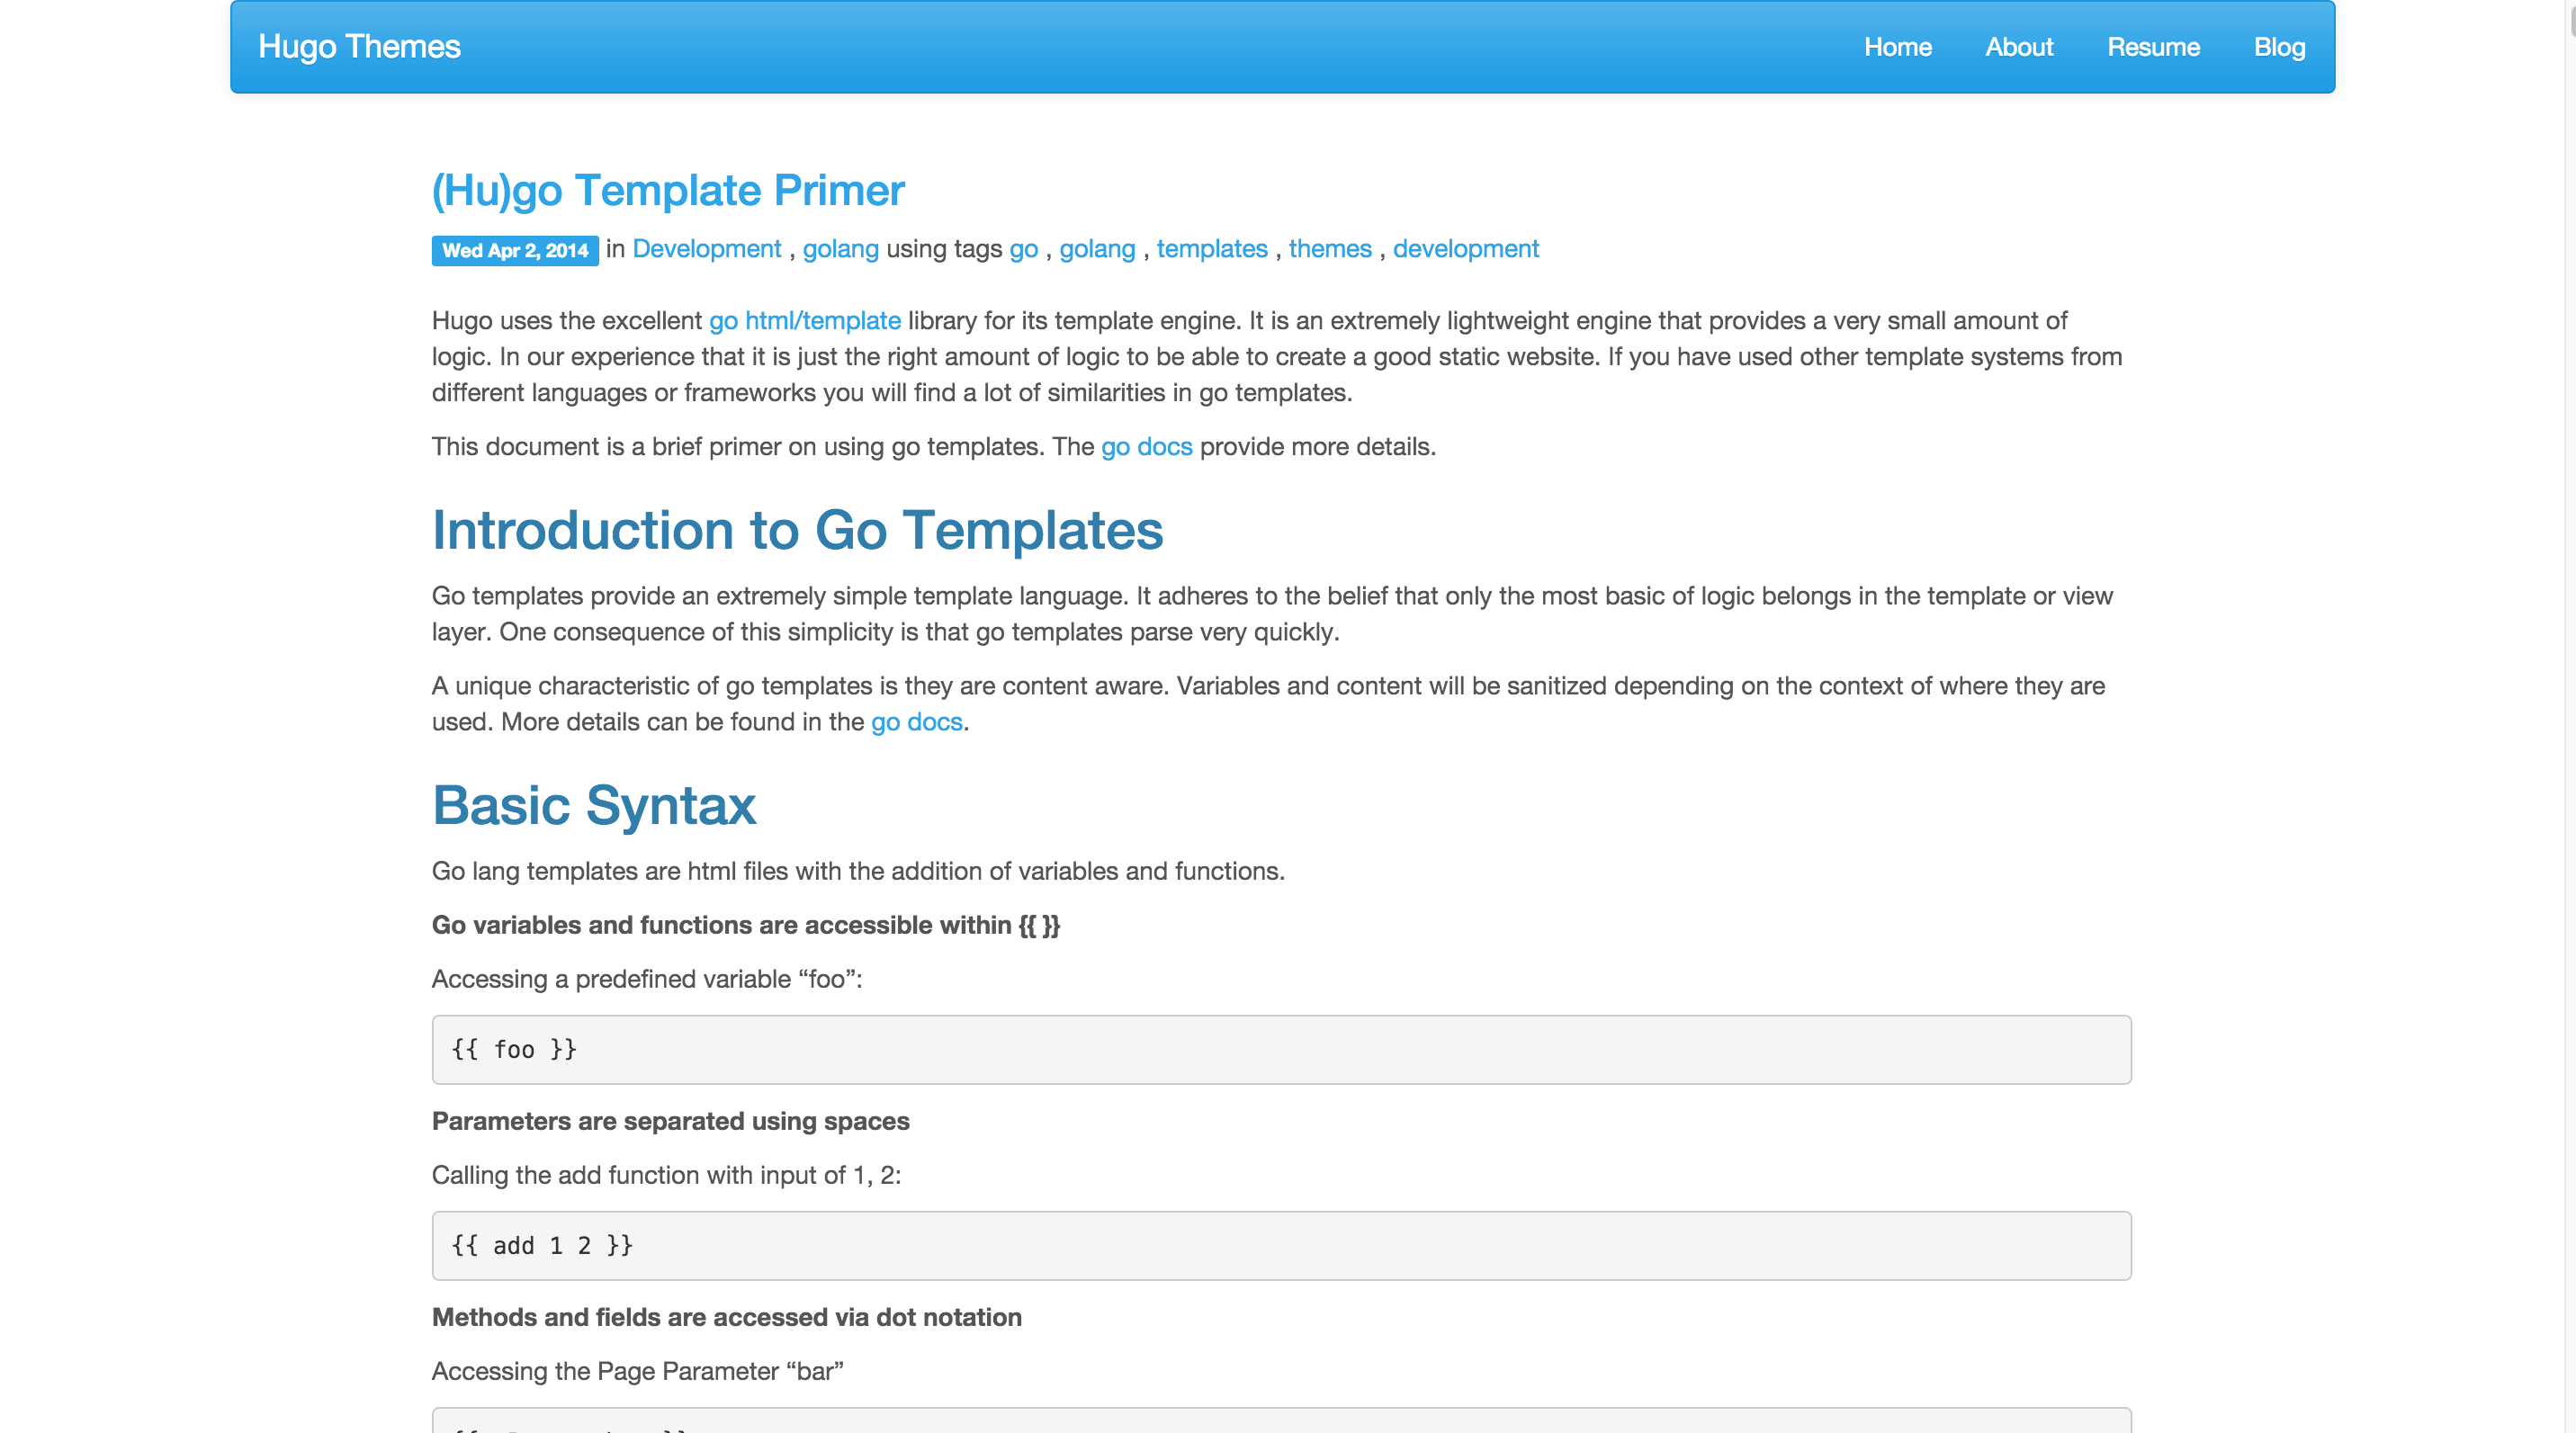 Hugo Themes
Home About Resume Blog
(Hu)go Template Primer
Wed Apr 2, 2014 in Development , golang using tags go , golang , templates , themes , development
Hugo uses the excellent go html/template library for its template engine. It is an extremely lightweight engine that provides a very small amount of
logic. In our experience that it is just the right amount of logic to be able to create a good static website. If you have used other template systems from
different languages or frameworks you will find a lot of similarities in go templates.
This document is a brief primer on using go templates. The go docs provide more details.
Introduction to Go Templates
Go templates provide an extremely simple template language. It adheres to the belief that only the most basic of logic belongs in the template or view
layer. One consequence of this simplicity is that go templates parse very quickly.
A unique characteristic of go templates is they are content aware. Variables and content will be sanitized depending on the context of where they are
used. More details can be found in the go docs.
Basic Syntax
Go lang templates are html files with the addition of variables and functions.
Go variables and functions are accessible within {{ }}
Accessing a predefined variable “foo”:
{{ foo }}
Parameters are separated using spaces
Calling the add function with input of 1, 2:
{{ add 1 2 }}
Methods and fields are accessed via dot notation
Accessing the Page Parameter “bar”